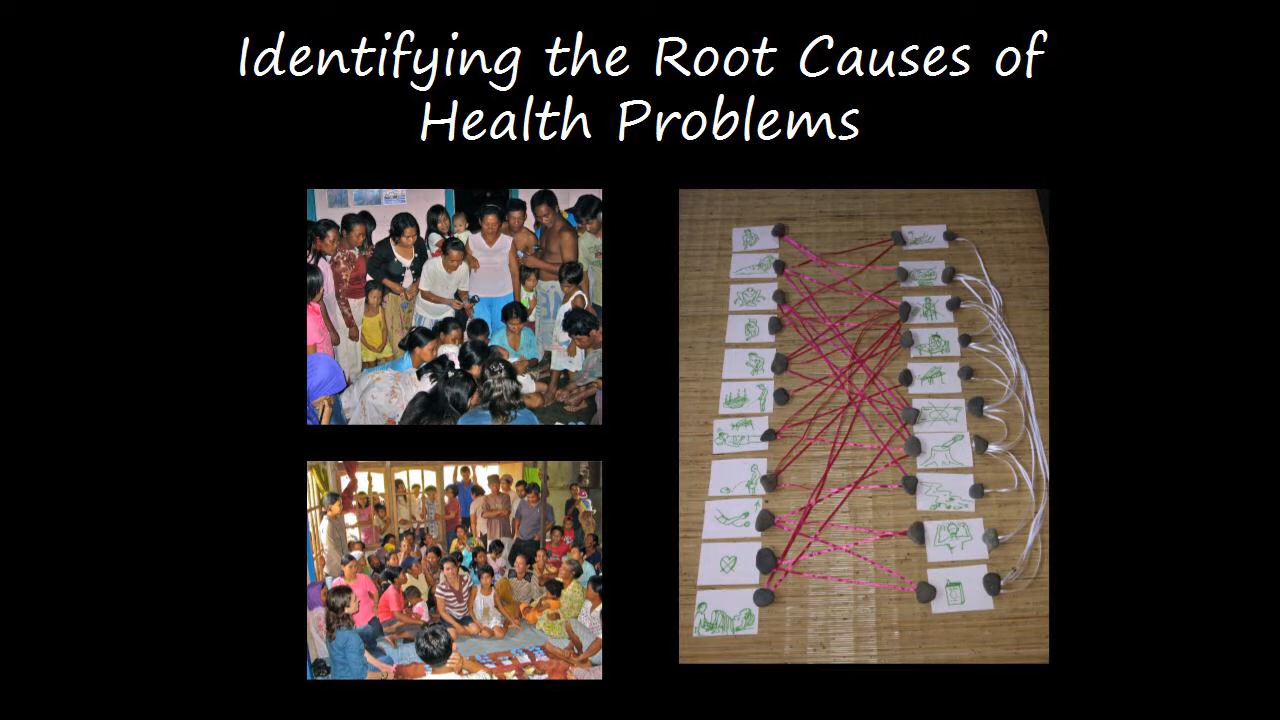 Identifying the Root Causes of
Health Problems